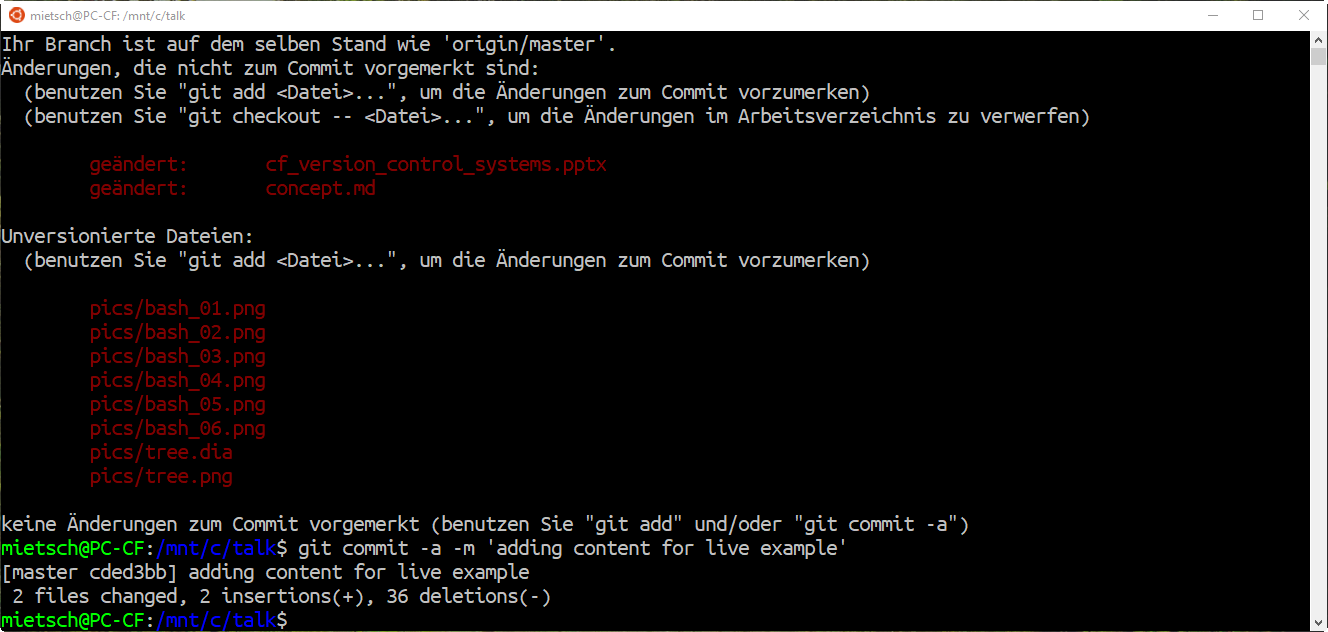 mietsch@PC-CF: /mnt/c/talk
Ihr Branch ist auf dem selben Stand wie 'origin/master'.
Änderungen, die nicht zum Commit vorgemerkt sind:
  (benutzen Sie "git add <Datei>...", um die Änderungen zum Commit vorzumerken)
  (benutzen Sie "git checkout -- <Datei>...", um die Änderungen im Arbeitsverzeichnis zu verwerfen)
        geändert:       cf_version_control_systems.pptx
        geändert:       concept.md
Unversionierte Dateien:
  (benutzen Sie "git add <Datei>...", um die Änderungen zum Commit vorzumerken)
        pics/bash_01.png
        pics/bash_02.png
        pics/bash_03.png
        pics/bash_04.png
        pics/bash_05.png
        pics/bash_06.png
        pics/tree.dia
        pics/tree.png
keine Änderungen zum Commit vorgemerkt (benutzen Sie "git add" und/oder "git commit -a")
mietsch@PC-CF:/mnt/c/talk$ git commit -a -m 'adding content for live example'
[master cded3bb] adding content for live example
 2 files changed, 2 insertions(+), 36 deletions(-)
mietsch@PC-CF:/mnt/c/talk$